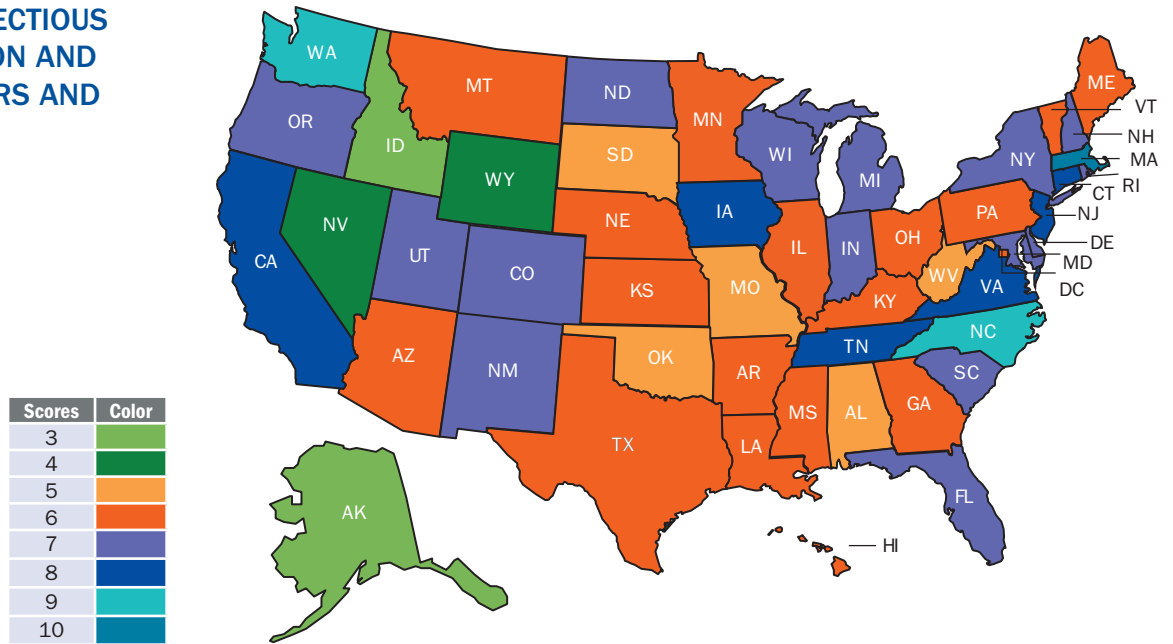 ECTIOUS
ON AND
RS AND
WA
MT
ND
MN
ME
VT
NH
MA
RI
CT
NJ
DE
MD
DC
OR
ID
SD
WI
MI
NY
WY
NE
IA
PA
NV
UT
CO
KS
MO
IL
IN
OH
WV
VA
KY
CA
AZ
NM
OK
AR
TN
NC
SC
TX
LA
MS
AL
GA
FL
AK
HI
Scores Color
3
4
5
6
7
8
9
10